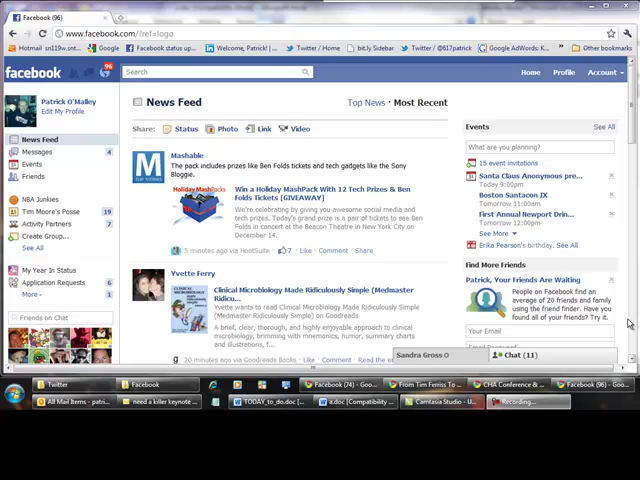 Facebook (96)
www.facebook.com/?ref=logo
Hotmail sn119w.ont...
Google
Facebook status up...
Welcome, Patrick! ...
Twitter / Home
bit.ly Sidebar
Twitter / @617patrick
Google AdWords: K...
Other bookmarks
facebook
96
Search
Home
Profile
Account
Patrick O'Malley
Edit My Profile
News Feed
Messages 4
Events
Friends
NBA Junkies
Tim Moore's Posse 19
Activity Partners 7
Create Group...
See All
My Year In Status
Application Requests 6
More
Friends on Chat
News Feed
Top News · Most Recent
Share: Status Photo Link Video
Mashable
The pack includes prizes like Ben Folds tickets and tech gadgets like the Sony
Bloggie.
M
TOP STORIES
Holiday MashPacks
Win a Holiday MashPack With 12 Tech Prizes & Ben
Folds Tickets [GIVEAWAY]
We're celebrating by giving you awesome social media and
tech prizes. Today's grand prize is a pair of tickets to see Ben
Folds in concert at the Beacon Theatre in New York City on
December 14.
5 minutes ago via HootSuite · 7 · Like · Comment · Share
Yvette Ferry
Clinical Microbiology Made Ridiculously Simple (Medmaster
Ridicu...
Yvette wants to read Clinical Microbiology Made Ridiculously Simple
(Medmaster Ridiculously Simple) on Goodreads
A brief, clear, thorough, and highly enjoyable approach to clinical
microbiology, brimming with mnemonics, humor, summary charts
and illustrations, f...
20 minutes ago via Goodreads Books · Like · Comment · Read the
Events
See All
What are you planning?
15 event invitations
Santa Claus Anonymous pre...
Today 9:00pm
Boston Santacon IX
Tomorrow 11:00am
First Annual Newport Drin...
Tomorrow 9:00pm
See More
Erika Pearson's birthday. See All
Find More Friends
Patrick, Your Friends Are Waiting
People on Facebook find an
average of 20 friends and family
using the friend finder. Have you
found all of your friends? Try it.
Your Email
Sandra Gross
Chat (11)
Twitter
Facebook
Facebook (74) - Goo...
From Tim Ferriss To ...
CHA Conference & ...
Facebook (96) - Goo...
All Mail Items - patri...
need a killer keynote ...
TODAY_to_do.doc [...
a.doc [Compatibility ...
Camtasia Studio - U...
Recording...